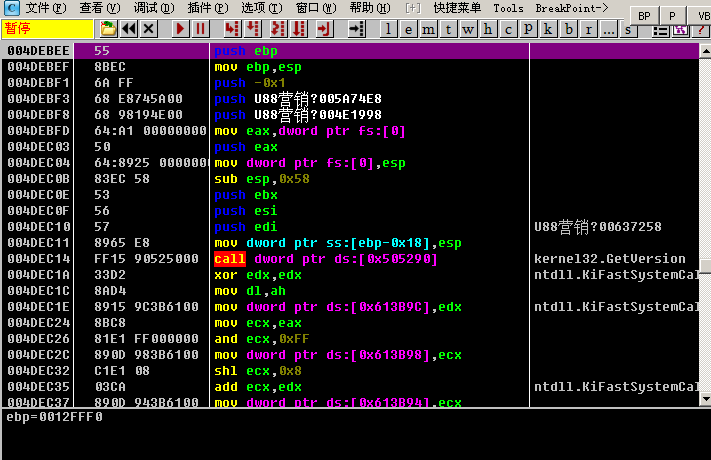 C 文件(F) 查看(V) 调试(D) 插件(P) 选项(T) 窗口(W) 帮助(H) [+] 快捷菜单 Tools BreakPoint->
暂停 l e m t w h c p k b r ... s BP P VB
004DEBEE 55 push ebp
004DEBEF 8BEC mov ebp,esp
004DEBF1 6A FF push -0x1
004DEBF3 68 E8745A00 push U88营销?005A74E8
004DEBF8 68 98194E00 push U88营销?004E1998
004DEBFD 64:A1 00000000 mov eax,dword ptr fs:[0]
004DEC03 50 push eax
004DEC04 64:8925 0000000 mov dword ptr fs:[0],esp
004DEC0B 83EC 58 sub esp,0x58
004DEC0E 53 push ebx
004DEC0F 56 push esi
004DEC10 57 push edi U88营销?00637258
004DEC11 8965 E8 mov dword ptr ss:[ebp-0x18],esp
004DEC14 FF15 90525000 call dword ptr ds:[0x505290] kernel32.GetVersion
004DEC1A 33D2 xor edx,edx ntdll.KiFastSystemCal
004DEC1C 8AD4 mov dl,ah
004DEC1E 8915 9C3B6100 mov dword ptr ds:[0x613B9C],edx ntdll.KiFastSystemCal
004DEC24 8BC8 mov ecx,eax
004DEC26 81E1 FF000000 and ecx,0xFF
004DEC2C 890D 983B6100 mov dword ptr ds:[0x613B98],ecx
004DEC32 C1E1 08 shl ecx,0x8
004DEC35 03CA add ecx,edx ntdll.KiFastSystemCal
004DEC37 890D 943B6100 mov dword ptr ds:[0x613B94],ecx
ebp=0012FFF0